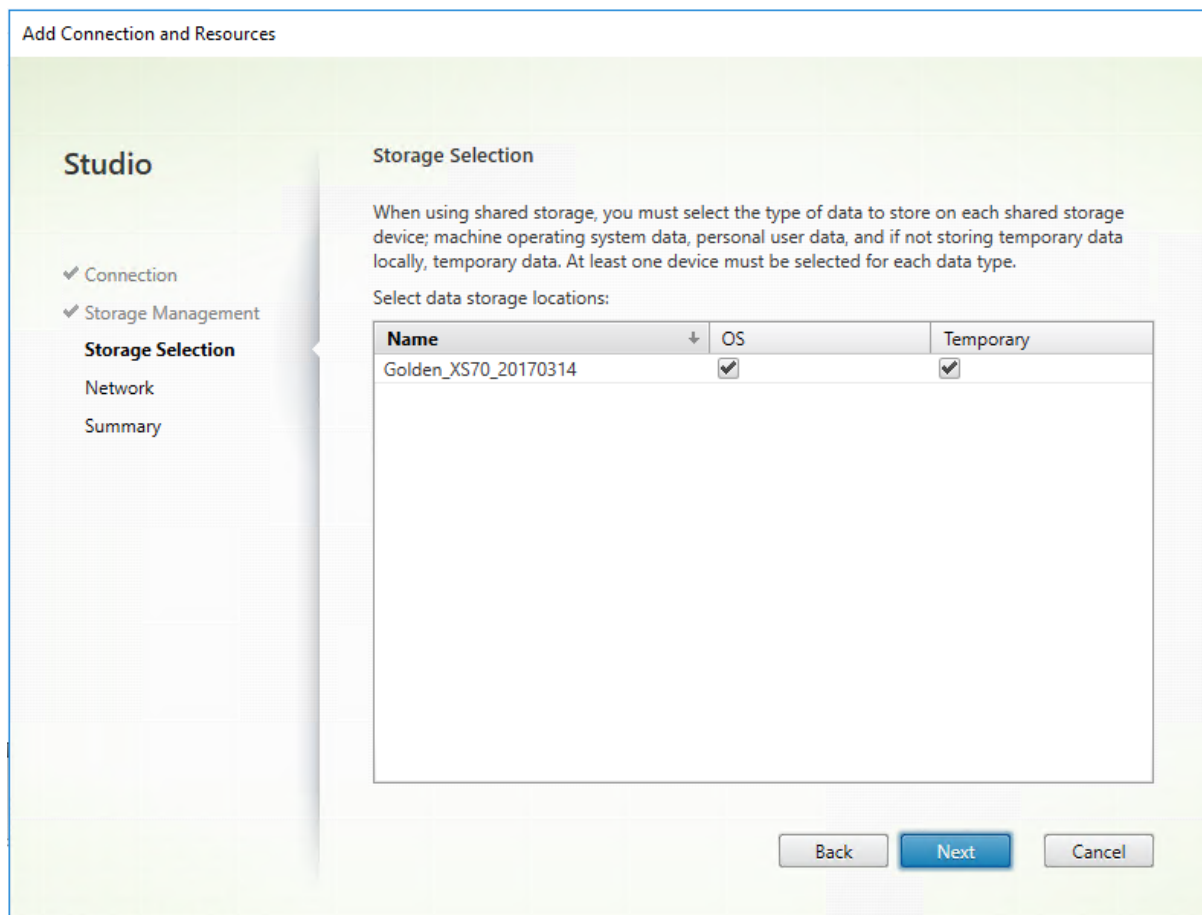 Add Connection and Resources
Studio
Connection
Storage Management
Storage Selection
Network
Summary
Storage Selection
When using shared storage, you must select the type of data to store on each shared storage
device; machine operating system data, personal user data, and if not storing temporary data
locally, temporary data. At least one device must be selected for each data type.
Select data storage locations:
Name OS Temporary
Golden_XS70_20170314
Back Next Cancel